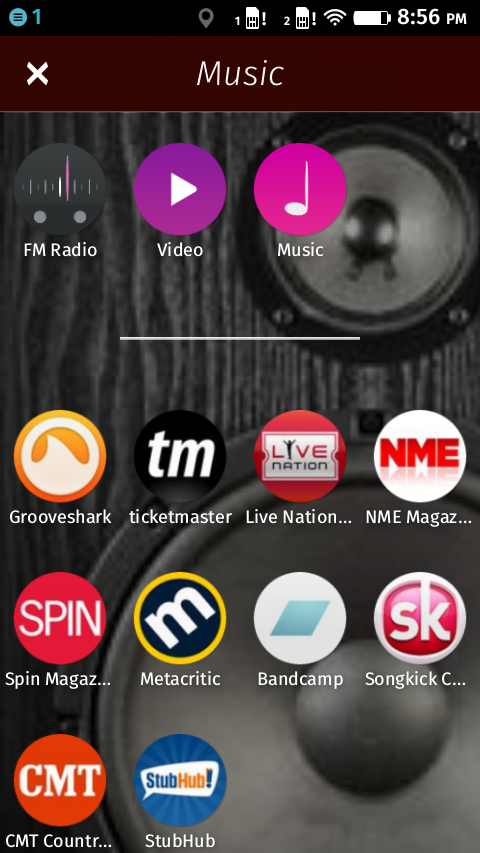 1 1 ! 2 ! 8:56 PM
Music
FM Radio Video Music
tm LIVE NATION NME
Grooveshark ticketmaster Live Nation... NME Magaz...
SPIN m sk
Spin Magaz... Metacritic Bandcamp Songkick C...
CMT StubHub!
CMT Countr... StubHub